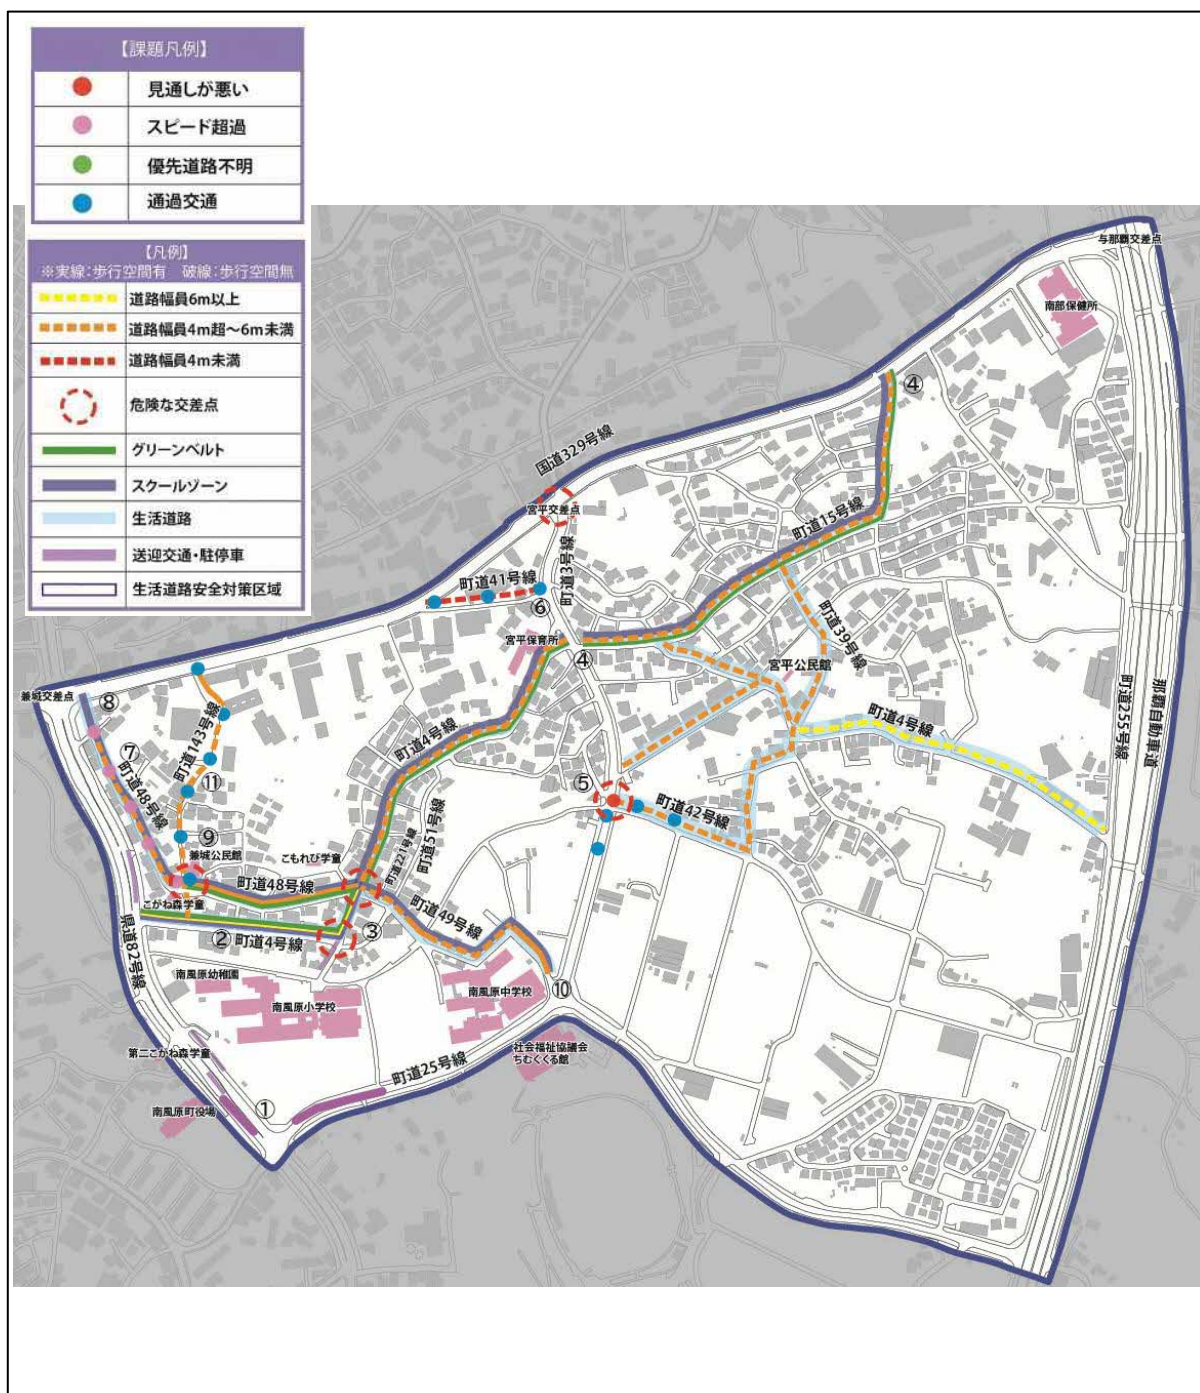 【課題凡例】
見通しが悪い
スピード超過
優先道路不明
通過交通
【凡例】
※実線:歩行空間有 破線:歩行空間無
道路幅員6m以上
道路幅員4m超～6m未満
道路幅員4m未満
危険な交差点
グリーンベルト
スクールゾーン
生活道路
送迎交通・駐停車
生活道路安全対策区域
与那覇交差点
南部保健所
④
国道329号線
宮平交差点
町道15号線
町道3号線
町道41号線
⑥
町道39号線
宮平保育所
④
宮平公民館
兼城交差点
⑧
町道255号線
那覇自動車道
町道4号線
町道143号線
町道4号線
⑦
⑤
町道48号線
⑪
町道42号線
町道51号線
⑨
町道221号線
兼城公民館
こもれび学童
町道48号線
こがね森学童
町道49号線
②
町道4号線
③
県道82号線
南風原幼稚園
南風原中学校
⑩
南風原小学校
社会福祉協議会
ちむぐくる館
第二こがね森学童
町道25号線
南風原町役場
①